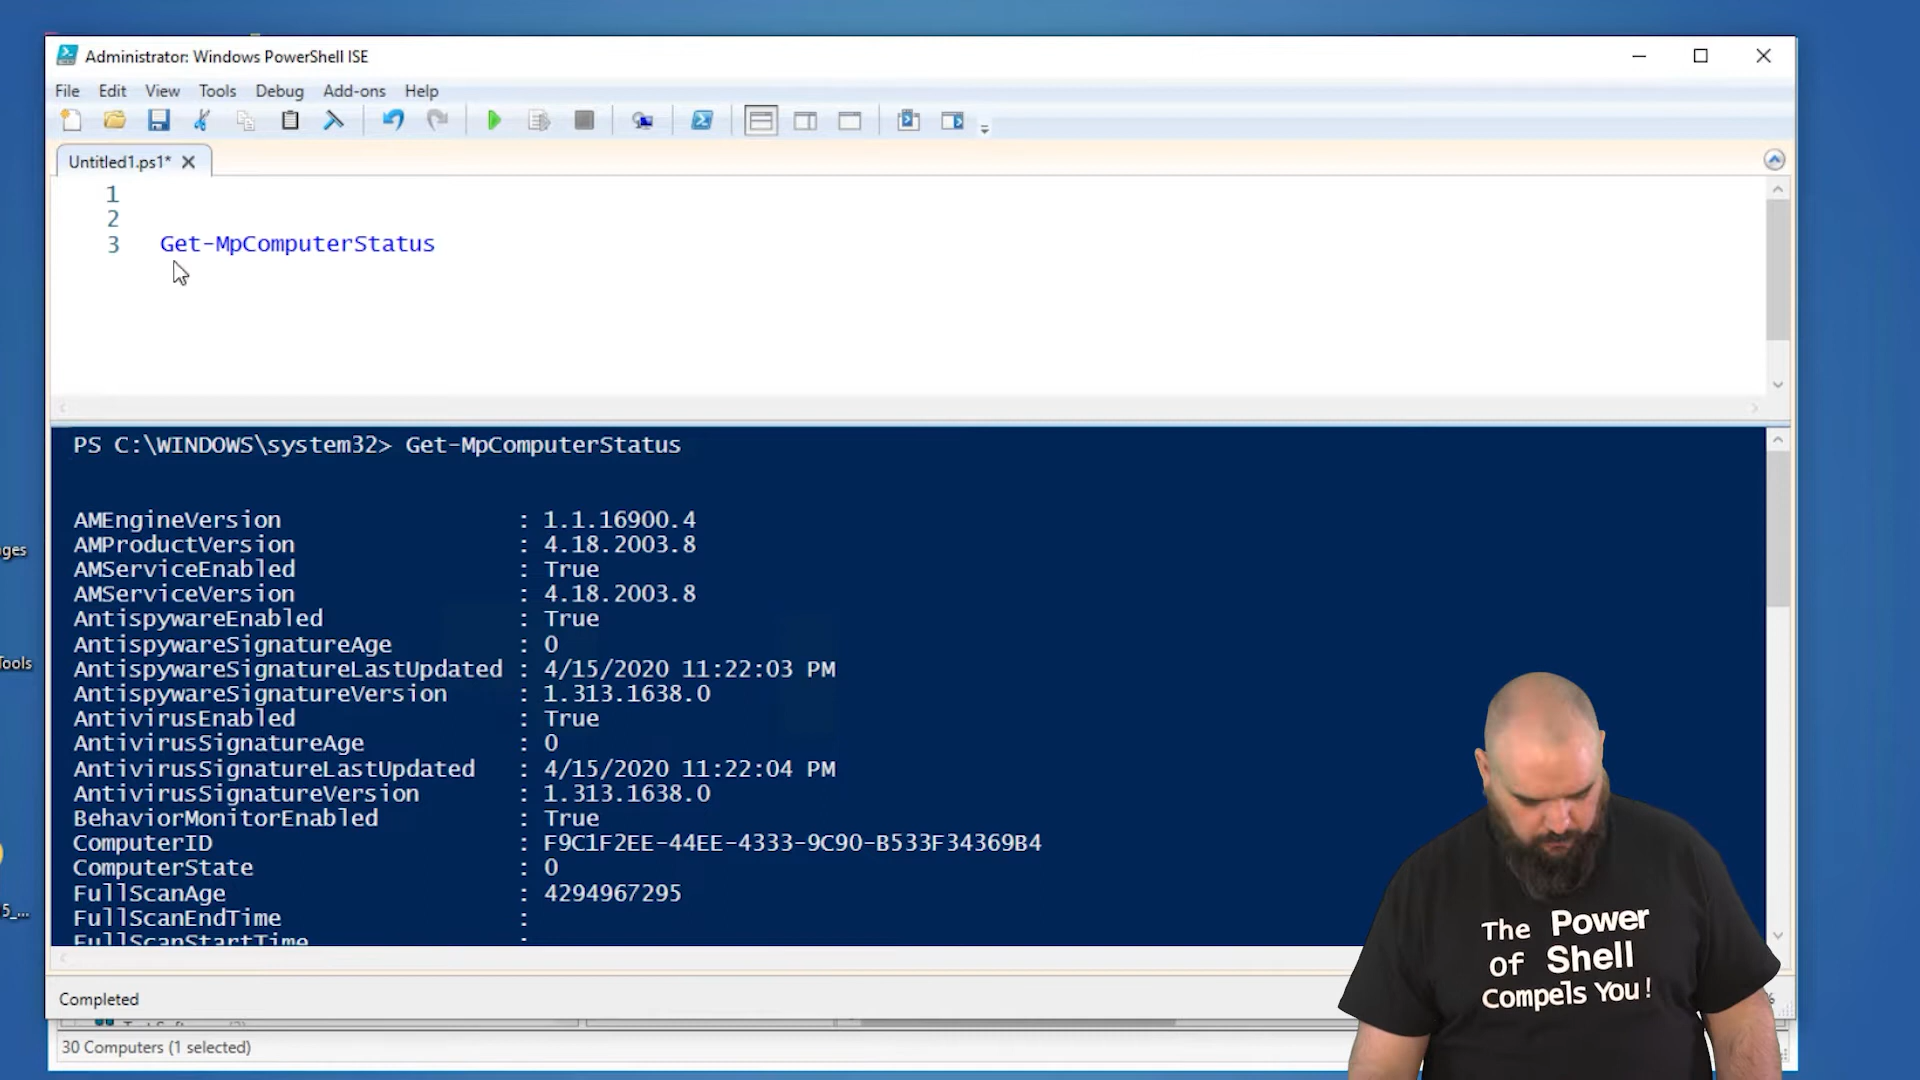 Administrator: Windows PowerShell ISE
File Edit View Tools Debug Add-ons Help
Untitled1.ps1*
1
2
3 Get-MpComputerStatus
PS C:\WINDOWS\system32> Get-MpComputerStatus
AMEngineVersion : 1.1.16900.4
AMProductVersion : 4.18.2003.8
AMServiceEnabled : True
AMServiceVersion : 4.18.2003.8
AntispywareEnabled : True
AntispywareSignatureAge : 0
AntispywareSignatureLastUpdated : 4/15/2020 11:22:03 PM
AntispywareSignatureVersion : 1.313.1638.0
AntivirusEnabled : True
AntivirusSignatureAge : 0
AntivirusSignatureLastUpdated : 4/15/2020 11:22:04 PM
AntivirusSignatureVersion : 1.313.1638.0
BehaviorMonitorEnabled : True
ComputerID : F9C1F2EE-44EE-4333-9C90-B533F34369B4
ComputerState : 0
FullScanAge : 4294967295
FullScanEndTime :
FullScanStartTime :
Completed
30 Computers (1 selected)
ges
Tools
5_...
The Power
of Shell
Compels You!